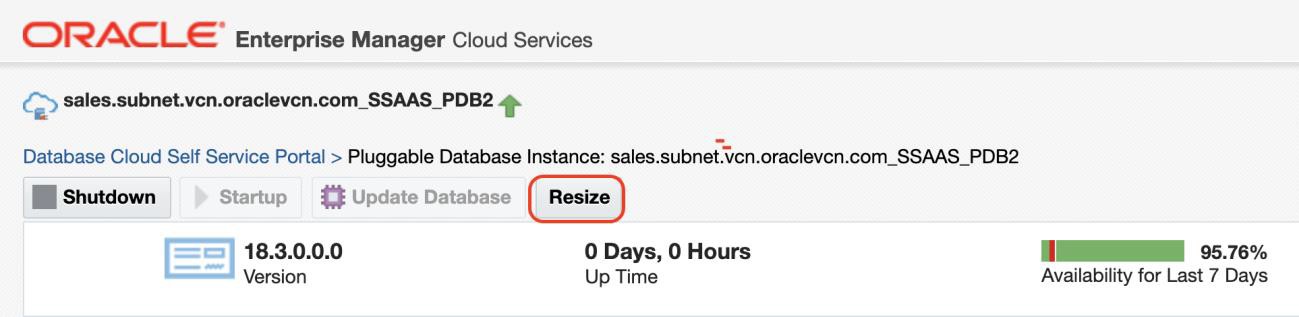 ORACLE Enterprise Manager Cloud Services
sales.subnet.vcn.oraclevcn.com_SSAAS_PDB2
Database Cloud Self Service Portal > Pluggable Database Instance: sales.subnet.vcn.oraclevcn.com_SSAAS_PDB2
Shutdown Startup Update Database Resize
18.3.0.0.0 0 Days, 0 Hours 95.76%
Version Up Time Availability for Last 7 Days